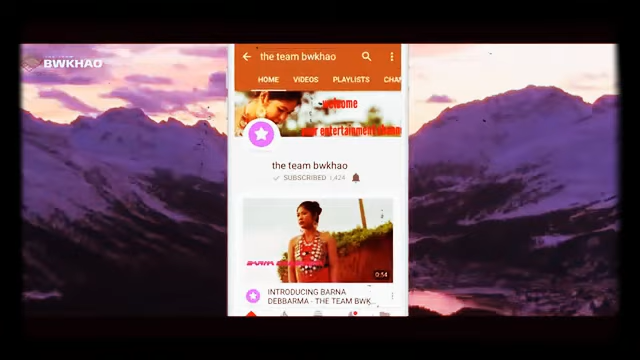 BWKHAO
the team bwkhao
HOME VIDEOS PLAYLISTS CHAN
welcome
entertainment
the team bwkhao
SUBSCRIBED 1,424
0:54
INTRODUCING BARNA
DEBBARMA - THE TEAM BWK...